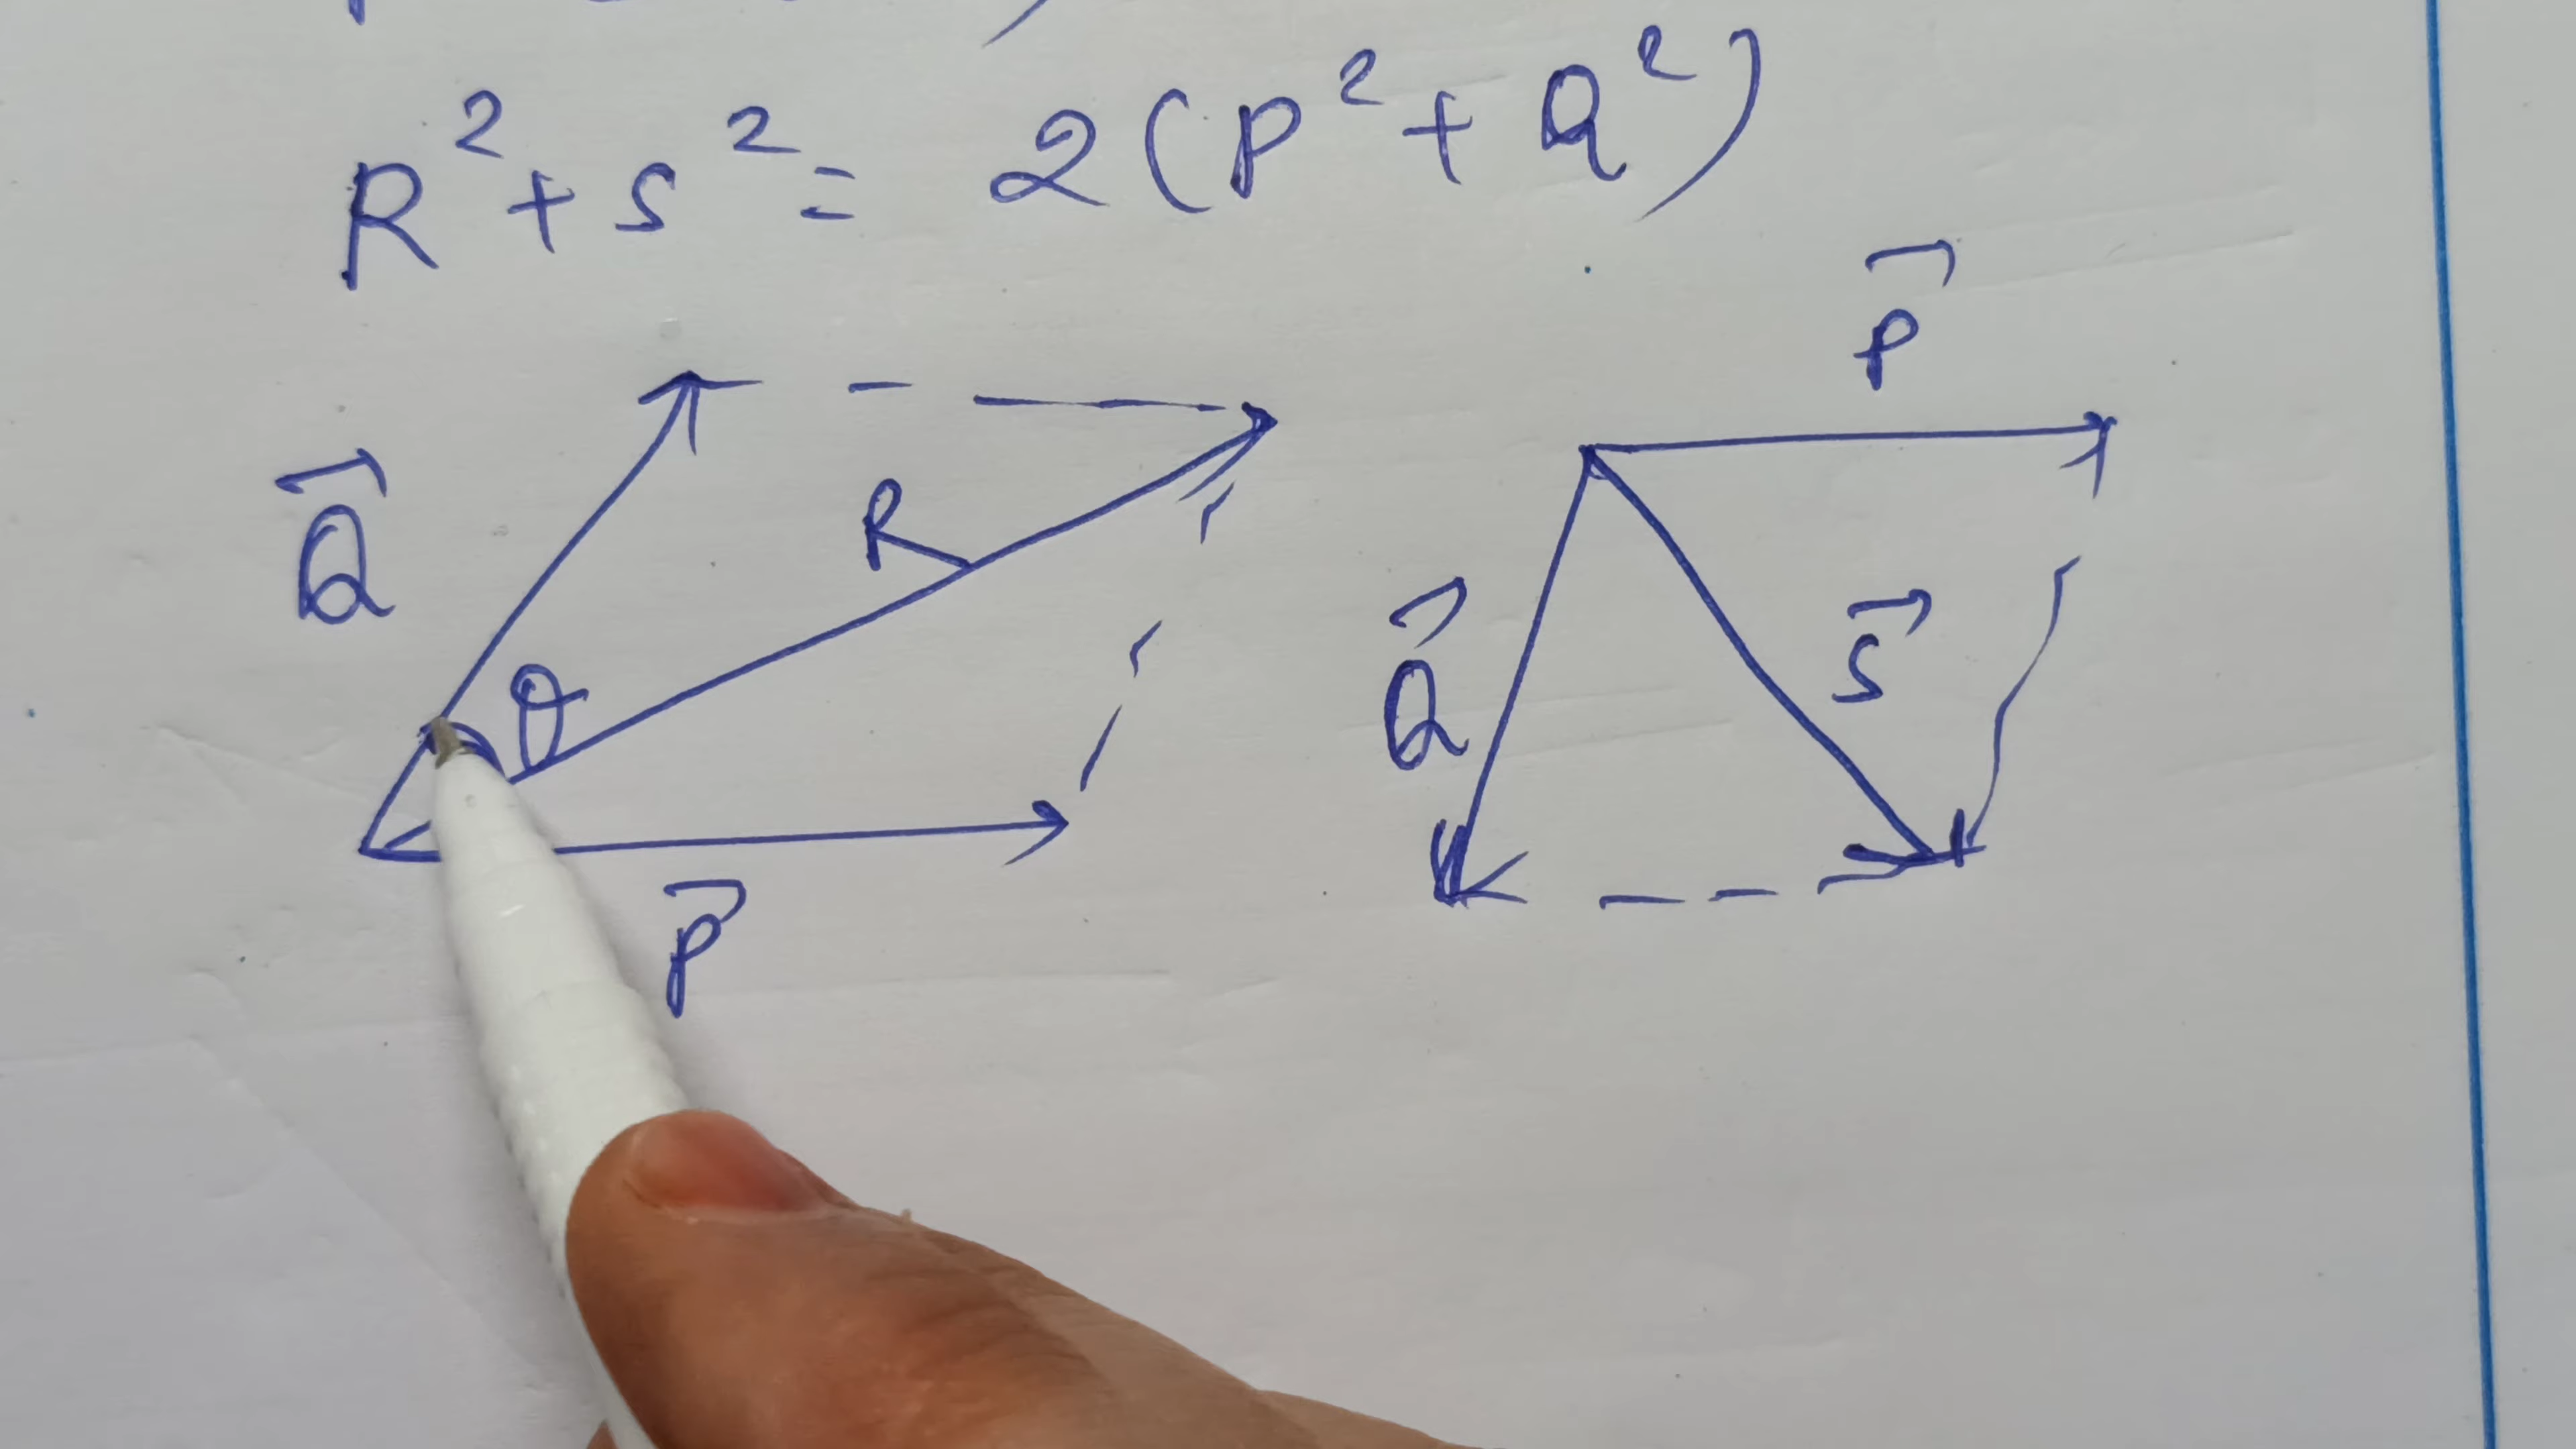 R² + S² = 2(P² + Q²)
Q⃗
R
θ
P⃗
P⃗
Q⃗
S⃗